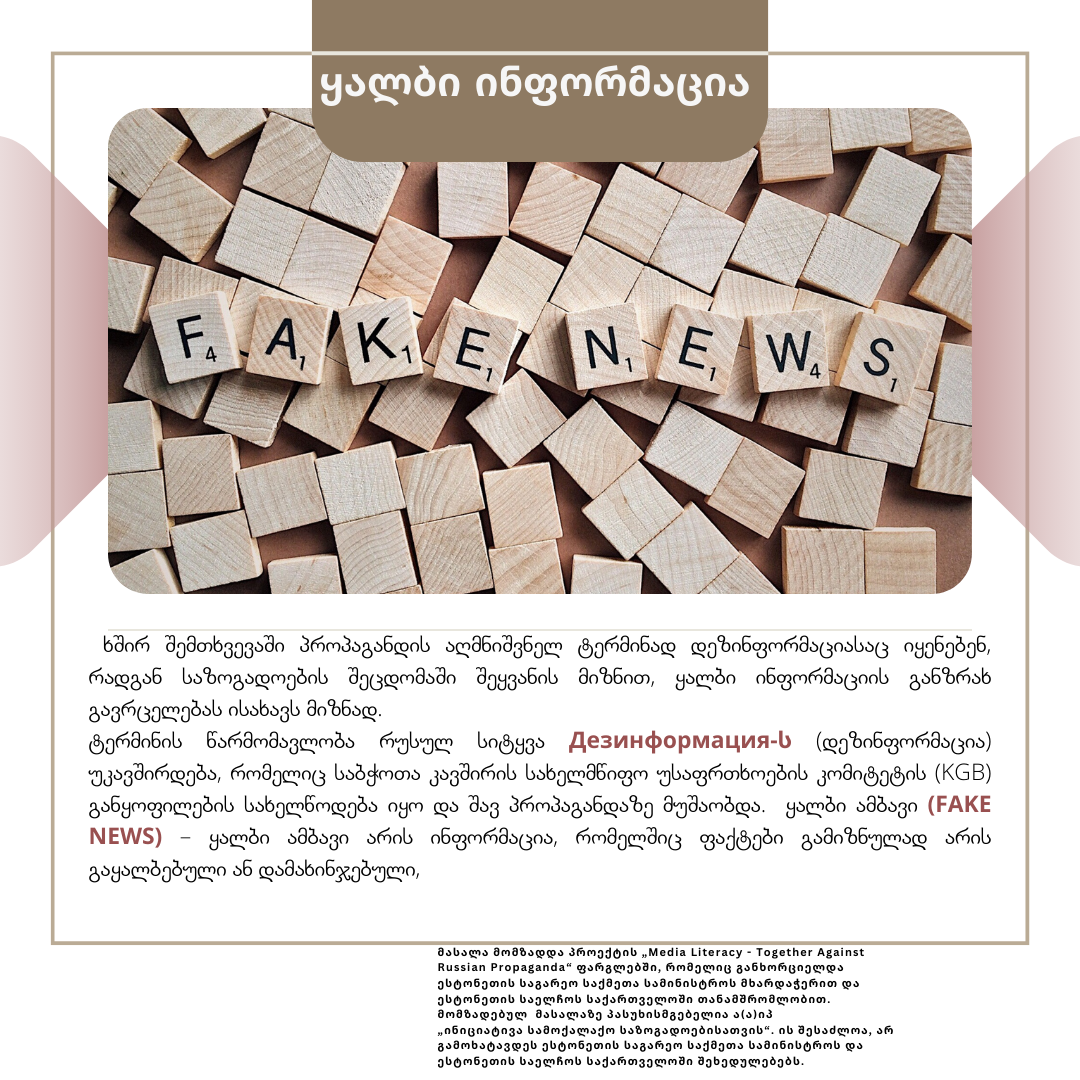 ყალბი ინფორმაცია
F4 A1 K1 E1 N1 E1 W4 S1
ხშირ შემთხვევაში პროპაგანდის აღმნიშვნელ ტერმინად დეზინფორმაციასაც იყენებენ,
რადგან საზოგადოების შეცდომაში შეყვანის მიზნით, ყალბი ინფორმაციის განზრახ
გავრცელებას ისახავს მიზნად.
ტერმინის წარმომავლობა რუსულ სიტყვა Дезинформация-ს (დეზინფორმაცია)
უკავშირდება, რომელიც საბჭოთა კავშირის სახელმწიფო უსაფრთხოების კომიტეტის (KGB)
განყოფილების სახელწოდება იყო და შავ პროპაგანდაზე მუშაობდა. ყალბი ამბავი (FAKE
NEWS) – ყალბი ამბავი არის ინფორმაცია, რომელშიც ფაქტები გამიზნულად არის
გაყალბებული ან დამახინჯებული,
მასალა მომზადდა პროექტის „Media Literacy - Together Against
Russian Propaganda“ ფარგლებში, რომელიც განხორციელდა
ესტონეთის საგარეო საქმეთა სამინისტროს მხარდაჭერით და
ესტონეთის საელჩოს საქართველოში თანამშრომლობით.
მომზადებულ მასალაზე პასუხისმგებელია ა(ა)იპ
„ინიციატივა სამოქალაქო საზოგადოებისათვის“. ის შესაძლოა, არ
გამოხატავდეს ესტონეთის საგარეო საქმეთა სამინისტროს და
ესტონეთის საელჩოს საქართველოში შეხედულებებს.